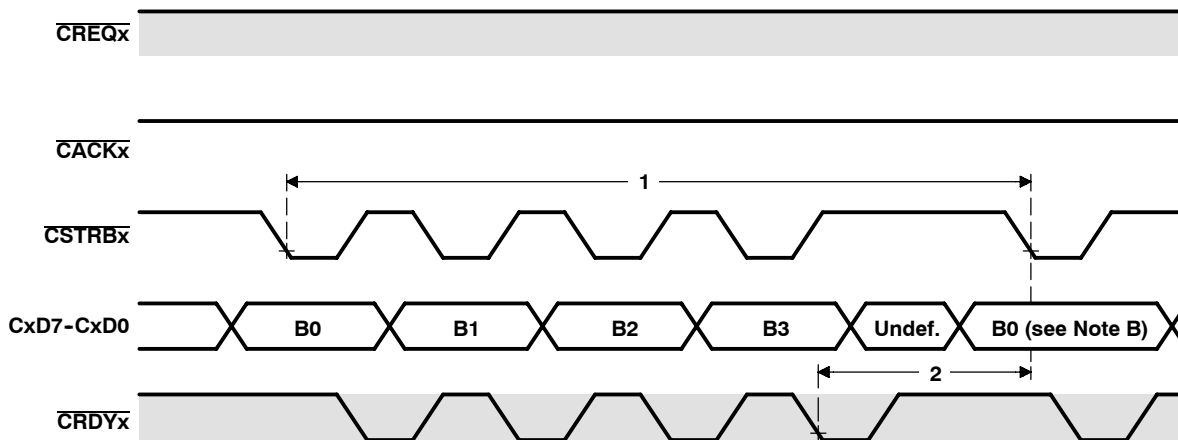 CREQx
CACKx
1
CSTRBx
CxD7-CxD0
B0
B1
B2
B3
Undef.
B0 (see Note B)
2
CRDYx